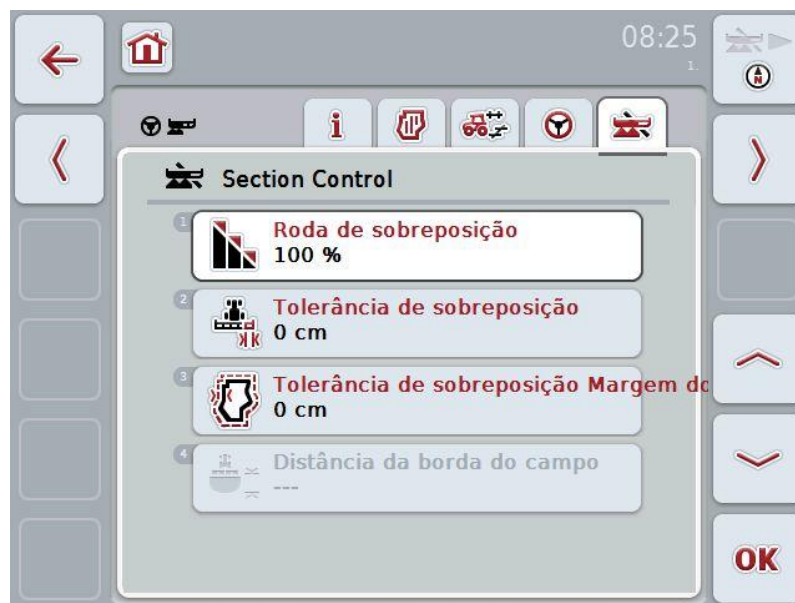 08:25
1.
N
i
Section Control
1
Roda de sobreposição
100 %
2
Tolerância de sobreposição
0 cm
3
Tolerância de sobreposição Margem do
0 cm
4
Distância da borda do campo
---
OK